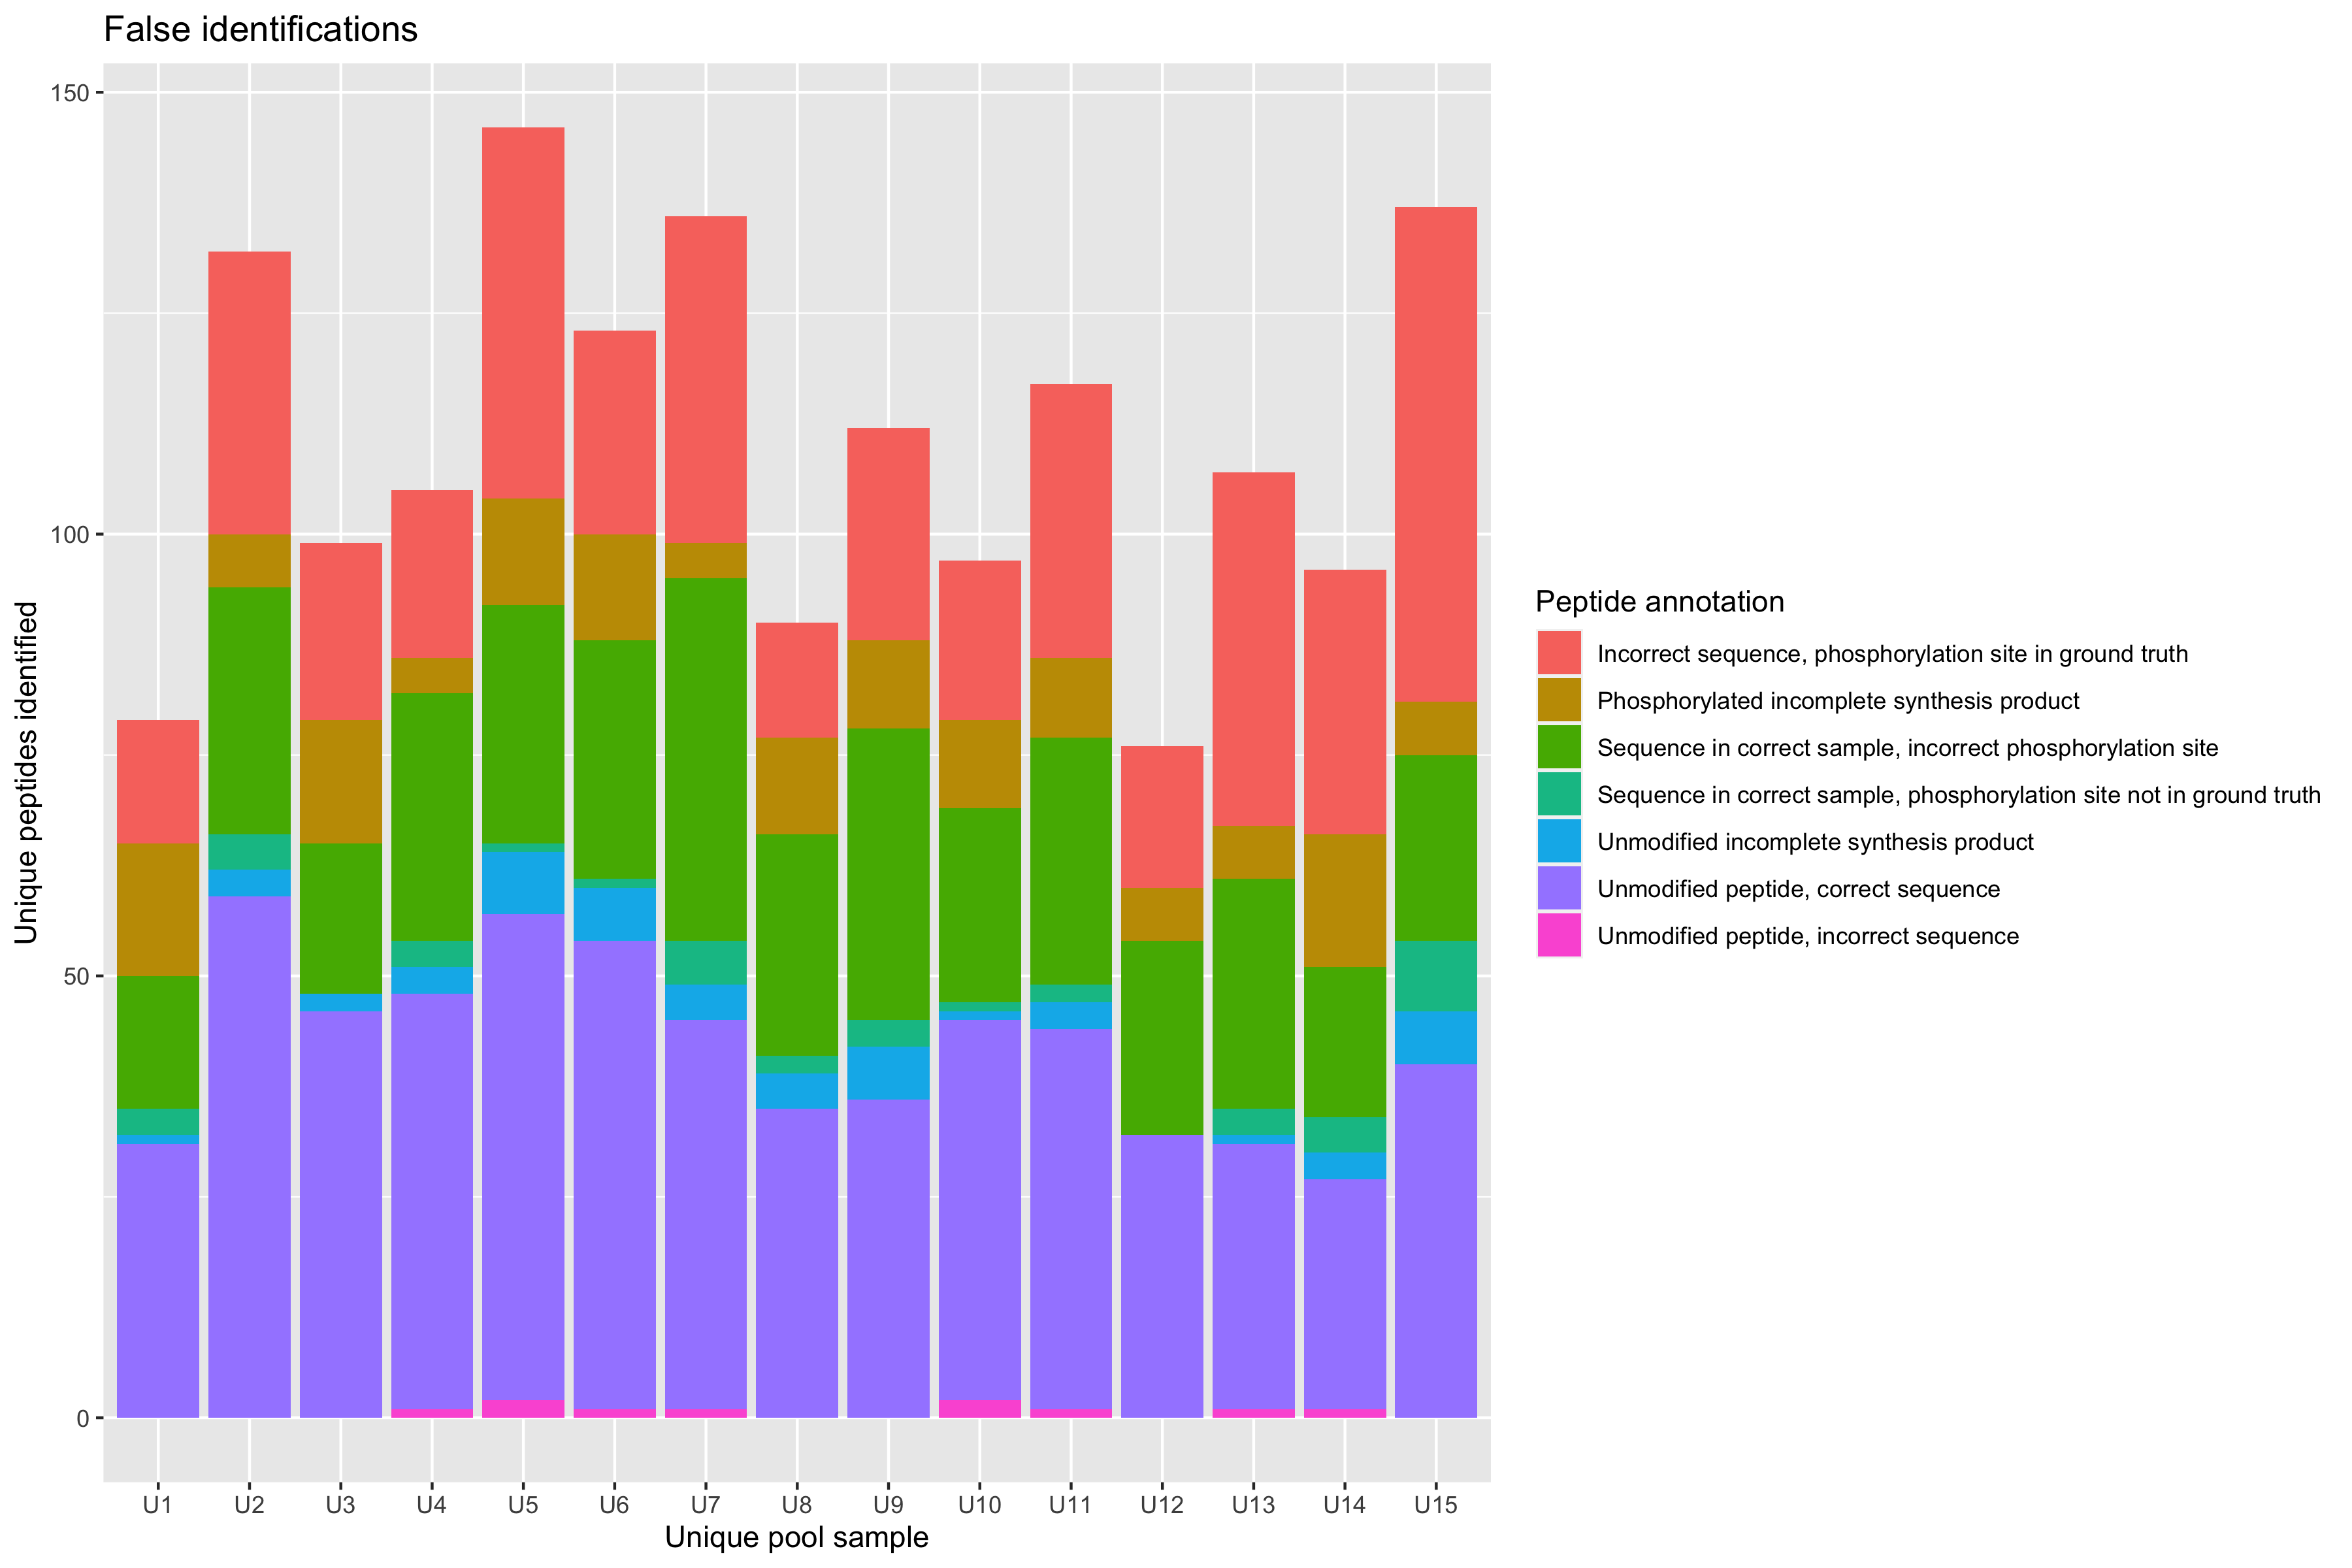 False identifications
150
100
50
0
Unique peptides identified
U1 U2 U3 U4 U5 U6 U7 U8 U9 U10 U11 U12 U13 U14 U15
Unique pool sample
Peptide annotation
Incorrect sequence, phosphorylation site in ground truth
Phosphorylated incomplete synthesis product
Sequence in correct sample, incorrect phosphorylation site
Sequence in correct sample, phosphorylation site not in ground truth
Unmodified incomplete synthesis product
Unmodified peptide, correct sequence
Unmodified peptide, incorrect sequence